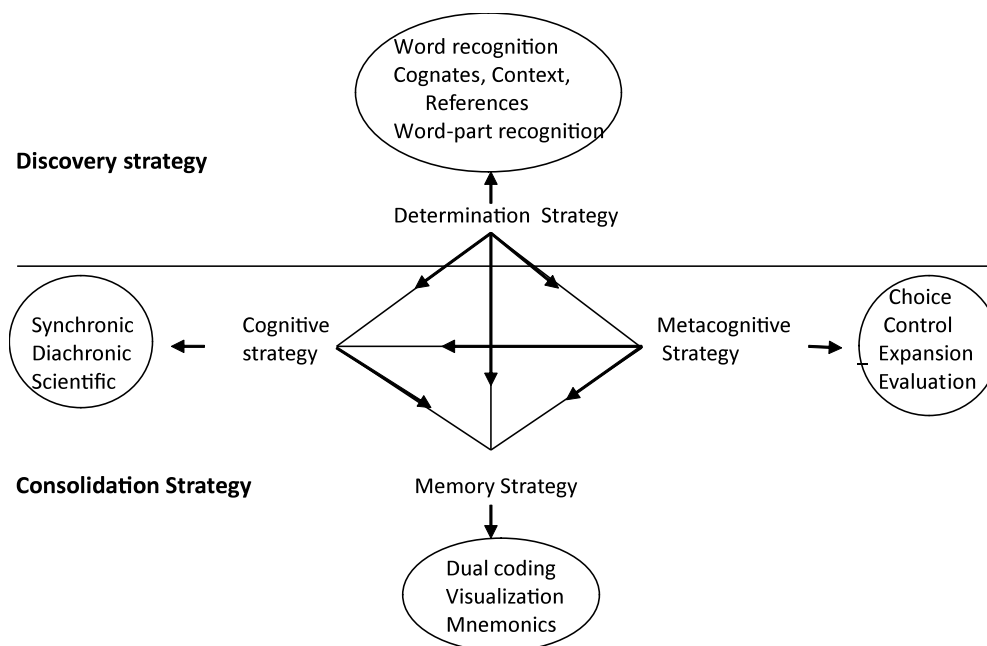 Word recognition
Cognates, Context,
References
Word-part recognition
Discovery strategy
Determination Strategy
Synchronic
Diachronic
Scientific
Cognitive
strategy
Metacognitive
Strategy
Choice
Control
Expansion
Evaluation
Consolidation Strategy
Memory Strategy
Dual coding
Visualization
Mnemonics